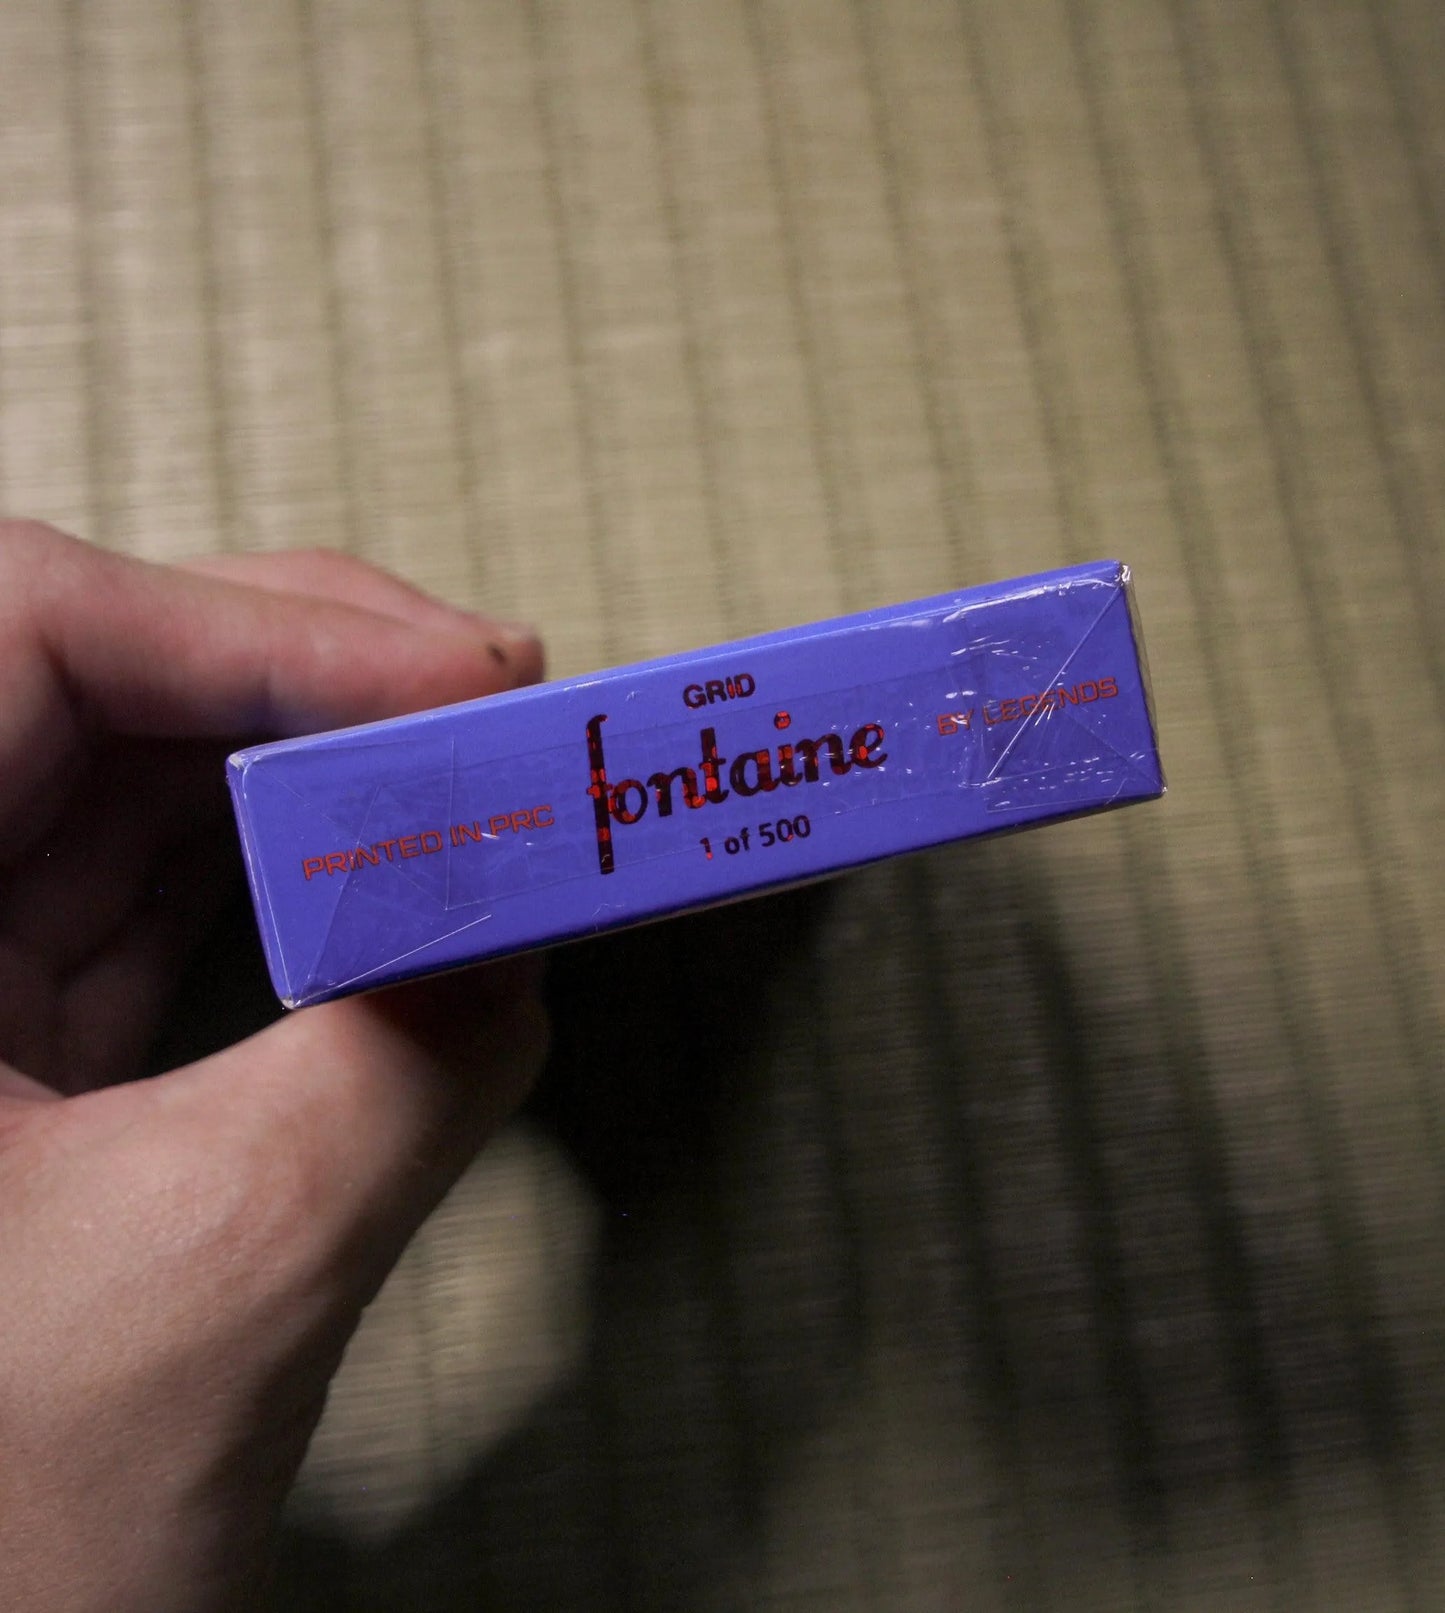 GRID
fontaine
1 of 500
PRINTED IN PRC
BY LEGENDS